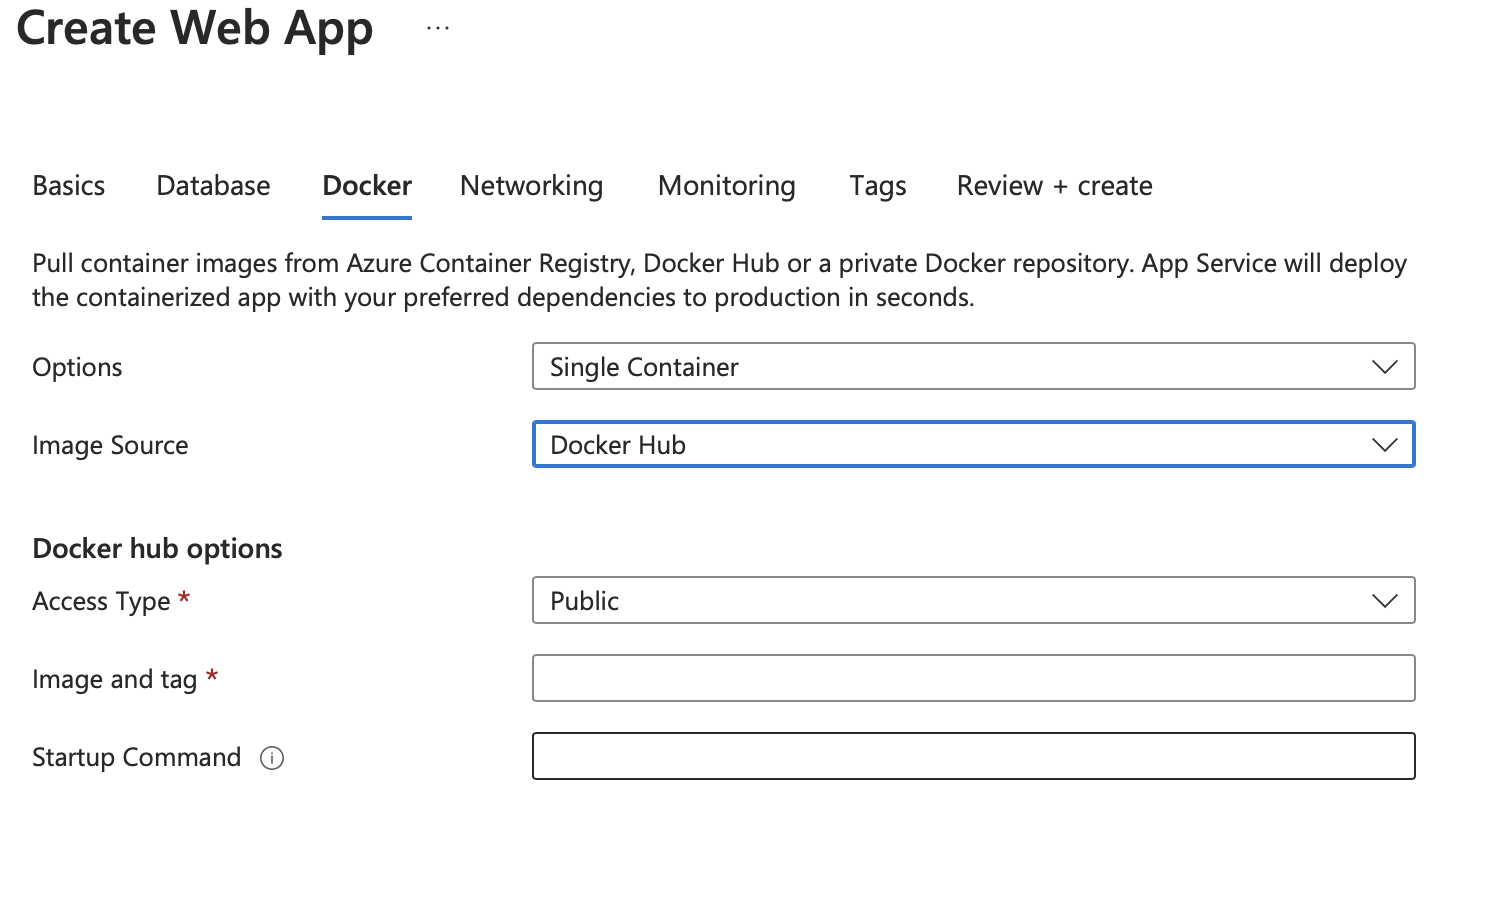 Create Web App ...
Basics Database Docker Networking Monitoring Tags Review + create
Pull container images from Azure Container Registry, Docker Hub or a private Docker repository. App Service will deploy
the containerized app with your preferred dependencies to production in seconds.
Options Single Container
Image Source Docker Hub
Docker hub options
Access Type * Public
Image and tag *
Startup Command